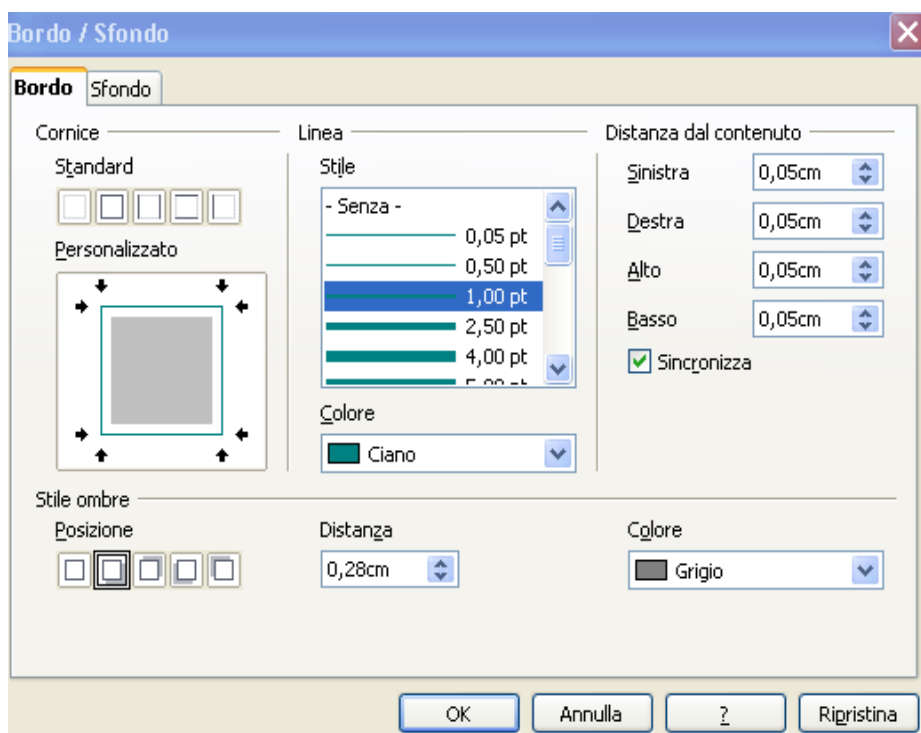 Bordo / Sfondo
Bordo Sfondo
Cornice
Standard
Personalizzato
Linea
Stile
- Senza -
0,05 pt
0,50 pt
1,00 pt
2,50 pt
4,00 pt
Colore
Ciano
Distanza dal contenuto
Sinistra 0,05cm
Destra 0,05cm
Alto 0,05cm
Basso 0,05cm
Sincronizza
Stile ombre
Posizione
Distanza
0,28cm
Colore
Grigio
OK Annulla ? Ripristina